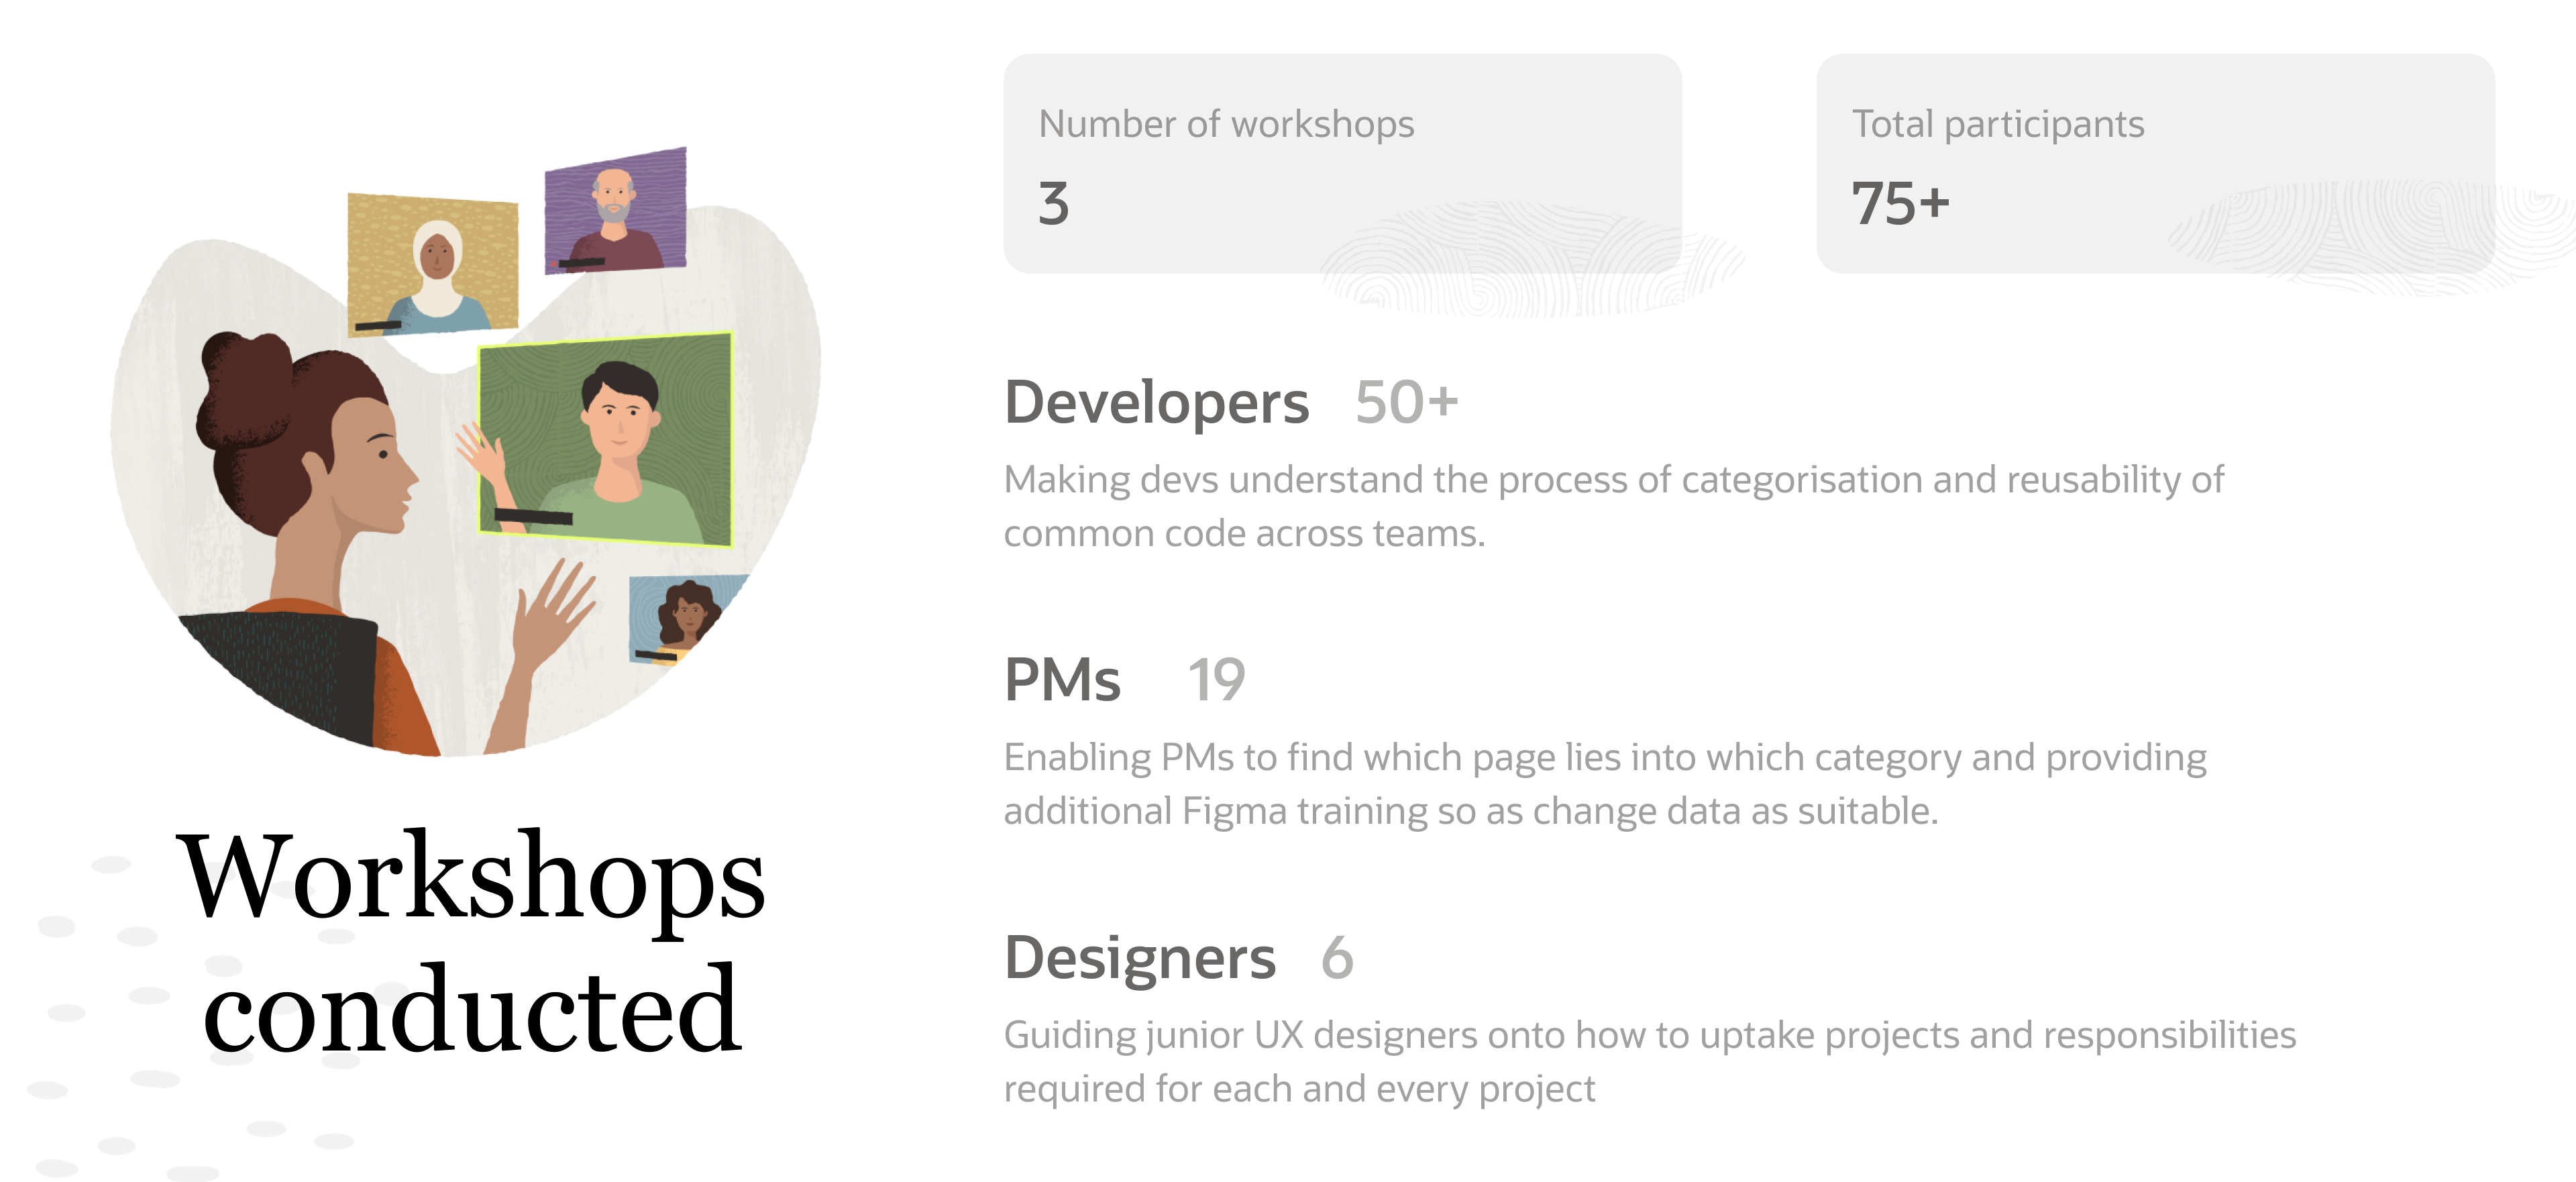 Number of workshops
3
Total participants
75+
Developers 50+
Making devs understand the process of categorisation and reusability of
common code across teams.
PMs 19
Enabling PMs to find which page lies into which category and providing
additional Figma training so as change data as suitable.
Designers 6
Guiding junior UX designers onto how to uptake projects and responsibilities
required for each and every project
Workshops
conducted